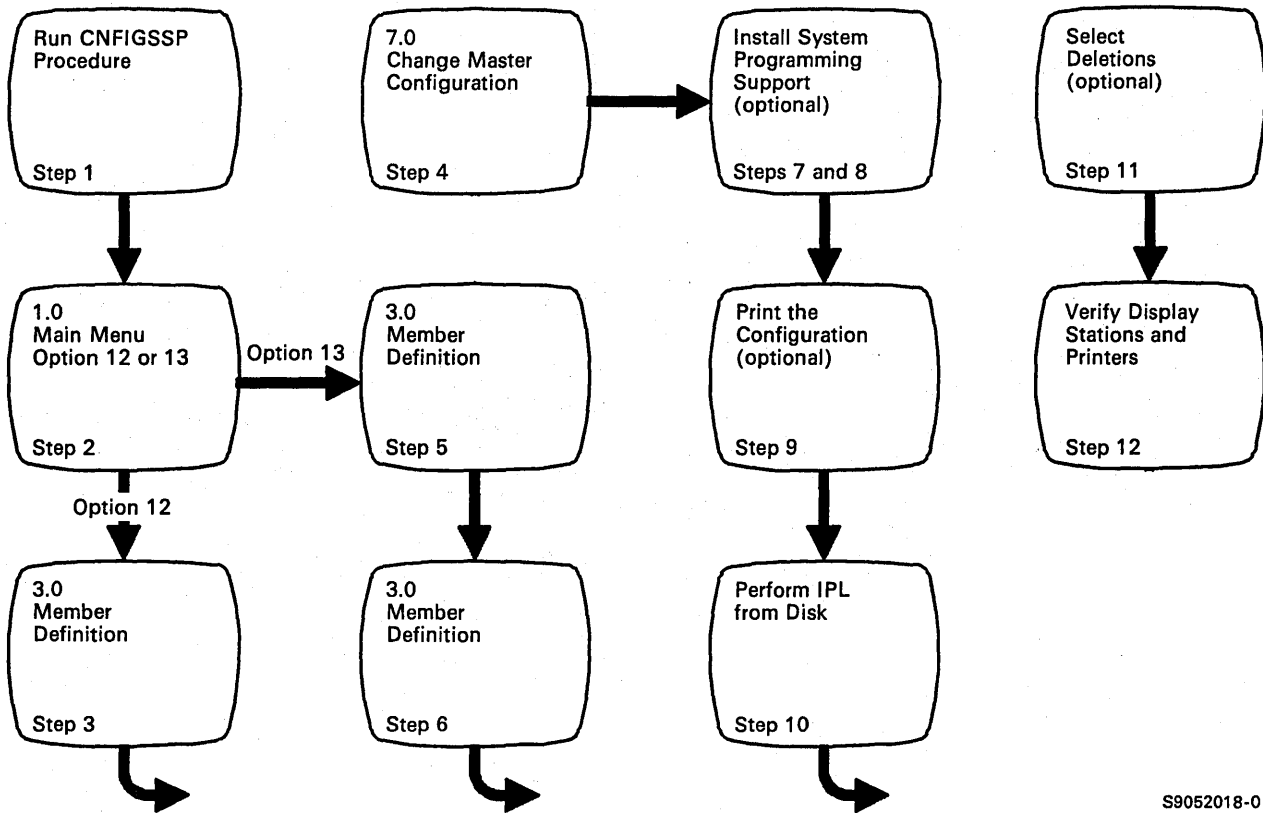 Run CNFIGSSP
Procedure
Step 1
1.0
Main Menu
Option 12 or 13
Step 2
Option 13
Option 12
3.0
Member
Definition
Step 3
7.0
Change Master
Configuration
Step 4
3.0
Member
Definition
Step 5
3.0
Member
Definition
Step 6
Install System
Programming
Support
(optional)
Steps 7 and 8
Print the
Configuration
(optional)
Step 9
Perform IPL
from Disk
Step 10
Select
Deletions
(optional)
Step 11
Verify Display
Stations and
Printers
Step 12
S9052018-0